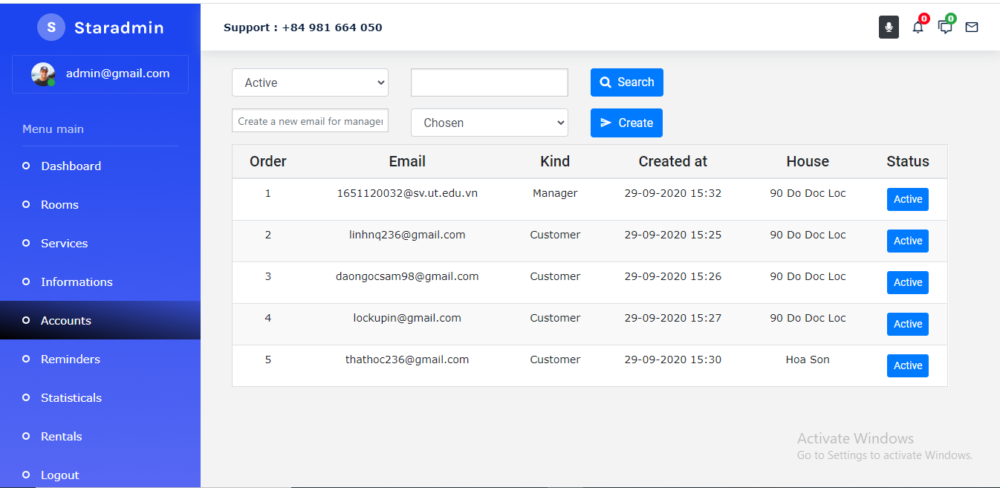 S Staradmin
Support : +84 981 664 050
0 0
admin@gmail.com
Menu main
Dashboard
Rooms
Services
Informations
Accounts
Reminders
Statisticals
Rentals
Logout
Active Search
Create a new email for manager Chosen Create
Order Email Kind Created at House Status
1 1651120032@sv.ut.edu.vn Manager 29-09-2020 15:32 90 Do Doc Loc Active
2 linhnq236@gmail.com Customer 29-09-2020 15:25 90 Do Doc Loc Active
3 daongocsam98@gmail.com Customer 29-09-2020 15:26 90 Do Doc Loc Active
4 lockupin@gmail.com Customer 29-09-2020 15:27 90 Do Doc Loc Active
5 thathoc236@gmail.com Customer 29-09-2020 15:30 Hoa Son Active
Activate Windows
Go to Settings to activate Windows.